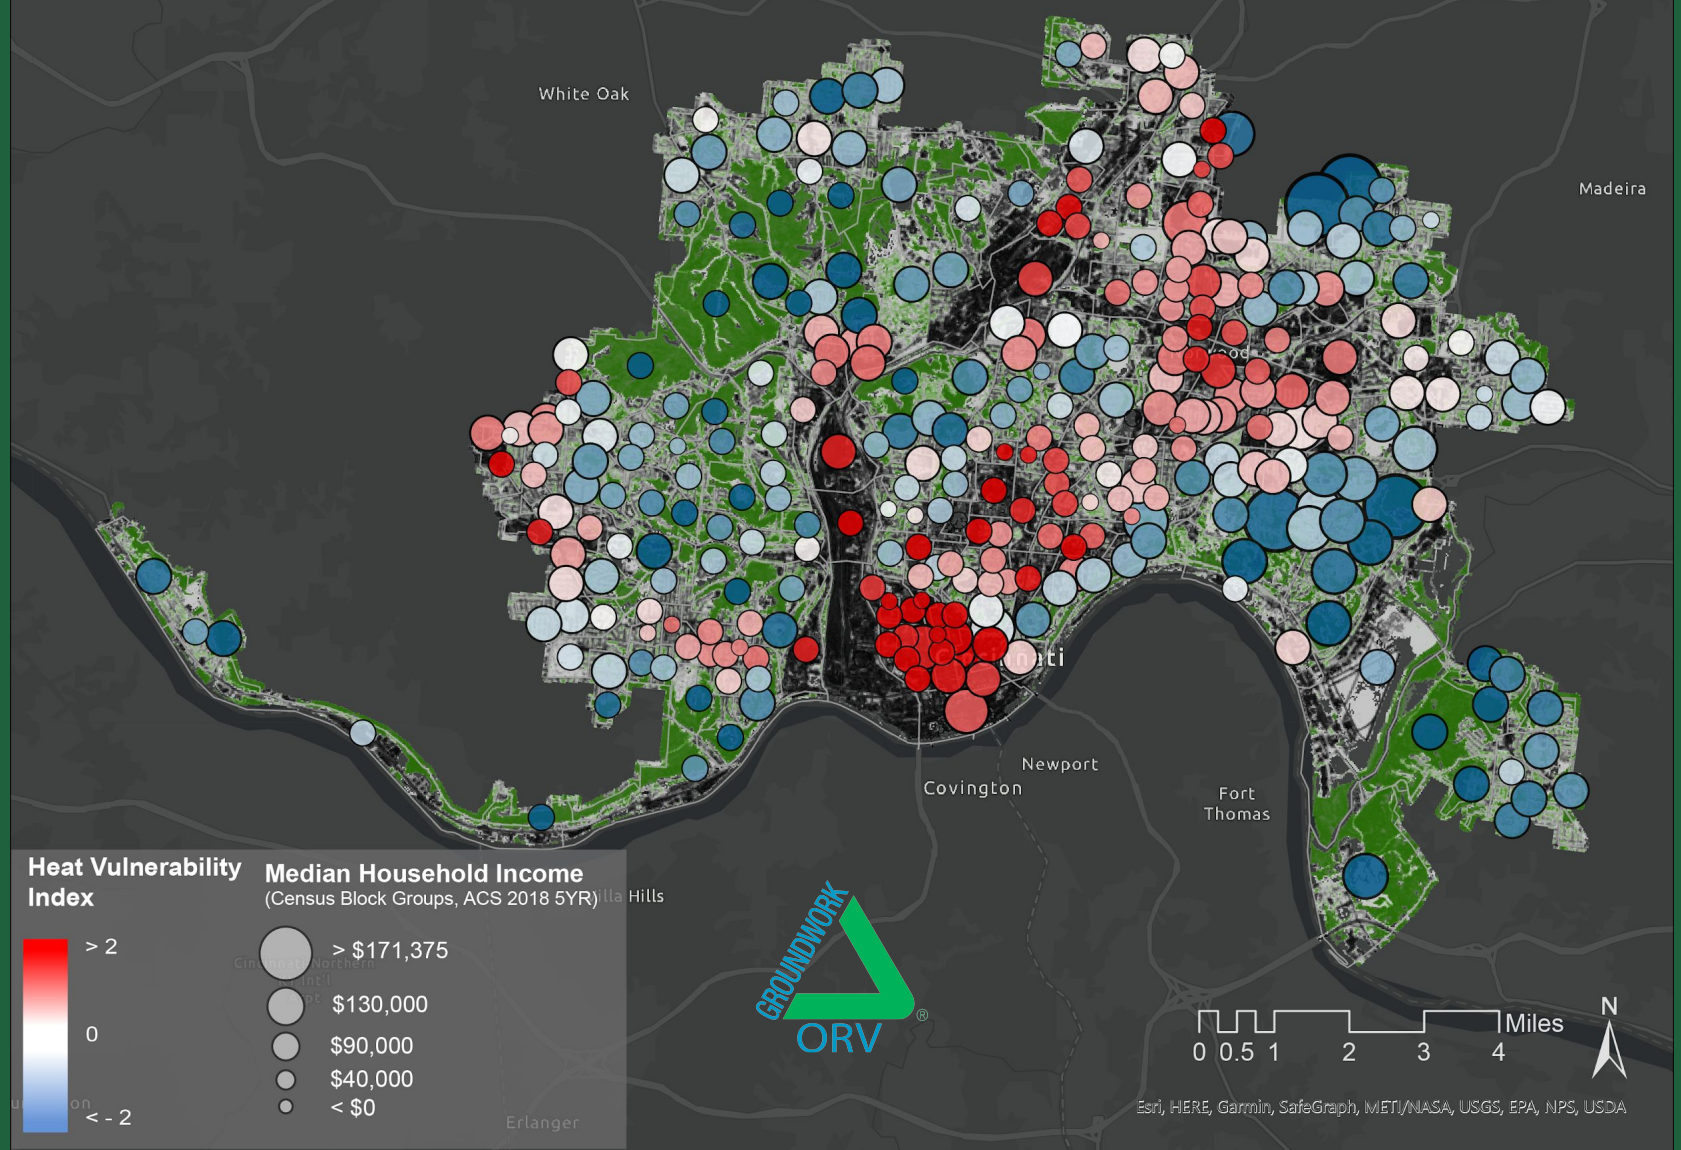 White Oak
Madeira
Cincinnati
Newport
Covington
Fort
Thomas
Heat Vulnerability
Index
> 2
0
< - 2
Median Household Income
(Census Block Groups, ACS 2018 5YR)
> $171,375
$130,000
$90,000
$40,000
< $0
Hills
Erlanger
GROUNDWORK
ORV
®
N
Miles
0 0.5 1 2 3 4
Esri, HERE, Garmin, SafeGraph, METI/NASA, USGS, EPA, NPS, USDA